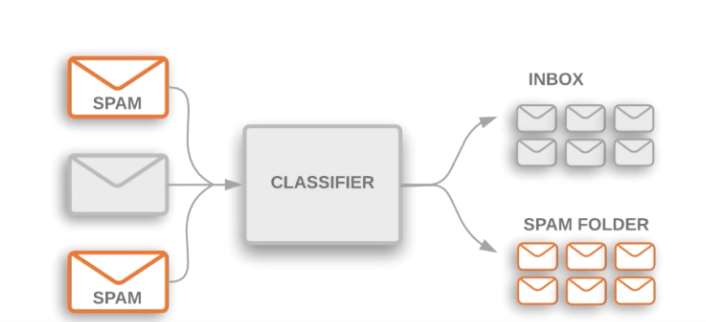 SPAM
SPAM
CLASSIFIER
INBOX
SPAM FOLDER